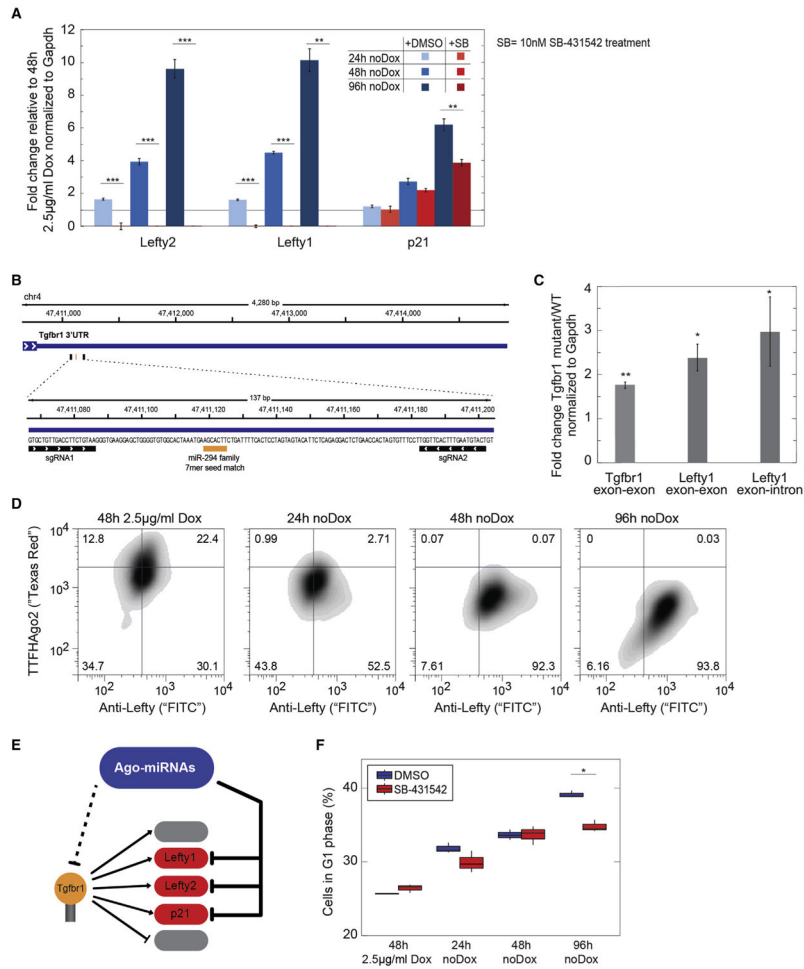 A
Fold change relative to 48h
2.5µg/ml Dox normalized to Gapdh
12
10
8
6
4
2
0
*** *** ***
*** *** **
**
Lefty2 Lefty1 p21
+DMSO +SB
24h noDox
48h noDox
96h noDox
SB= 10nM SB-431542 treatment
B
chr4
4,280 bp
47,411,000 47,412,000 47,413,000 47,414,000
Tgfbr1 3'UTR
137 bp
47,411,080 47,411,100 47,411,120 47,411,140 47,411,160 47,411,180 47,411,200
sgRNA1 miR-294 family sgRNA2
7mer seed match
C
Fold change Tgfbr1 mutant/WT
normalized to Gapdh
4
3
2
1
0
** * *
Tgfbr1 Lefty1 Lefty1
exon-exon exon-exon exon-intron
D
TTFHAgo2 ("Texas Red")
48h 2.5µg/ml Dox
10⁴
10³
10²
12.8 22.4
34.7 30.1
10² 10³ 10⁴
Anti-Lefty ("FITC")
24h noDox
0.99 2.71
43.8 52.5
10² 10³ 10⁴
Anti-Lefty ("FITC")
48h noDox
0.07 0.07
7.61 92.3
10² 10³ 10⁴
Anti-Lefty ("FITC")
96h noDox
0 0.03
6.16 93.8
10² 10³ 10⁴
Anti-Lefty ("FITC")
E
Ago-miRNAs
Tgfbr1
Lefty1
Lefty2
p21
F
Cells in G1 phase (%)
40
30
20
DMSO
SB-431542
*
48h 24h 48h 96h
2.5µg/ml Dox noDox noDox noDox